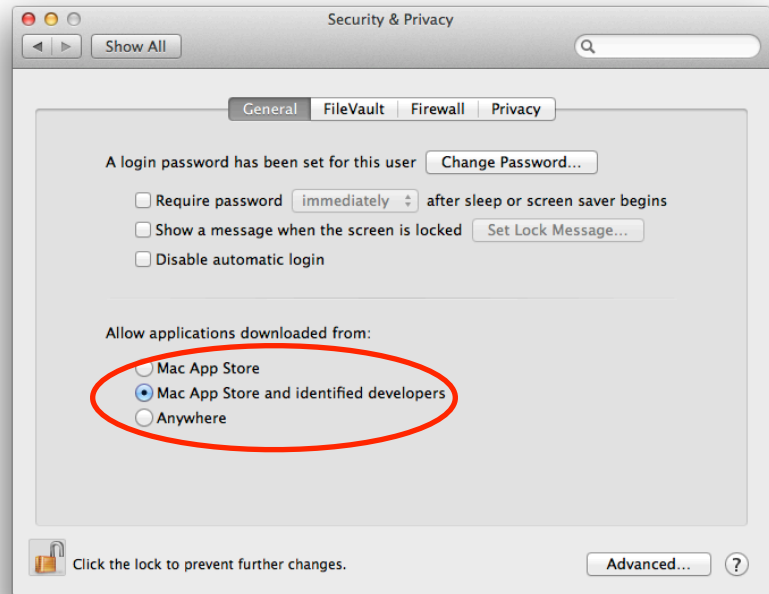 Security & Privacy
Show All
General FileVault Firewall Privacy
A login password has been set for this user Change Password...
Require password immediately after sleep or screen saver begins
Show a message when the screen is locked Set Lock Message...
Disable automatic login
Allow applications downloaded from:
Mac App Store
Mac App Store and identified developers
Anywhere
Click the lock to prevent further changes. Advanced... ?